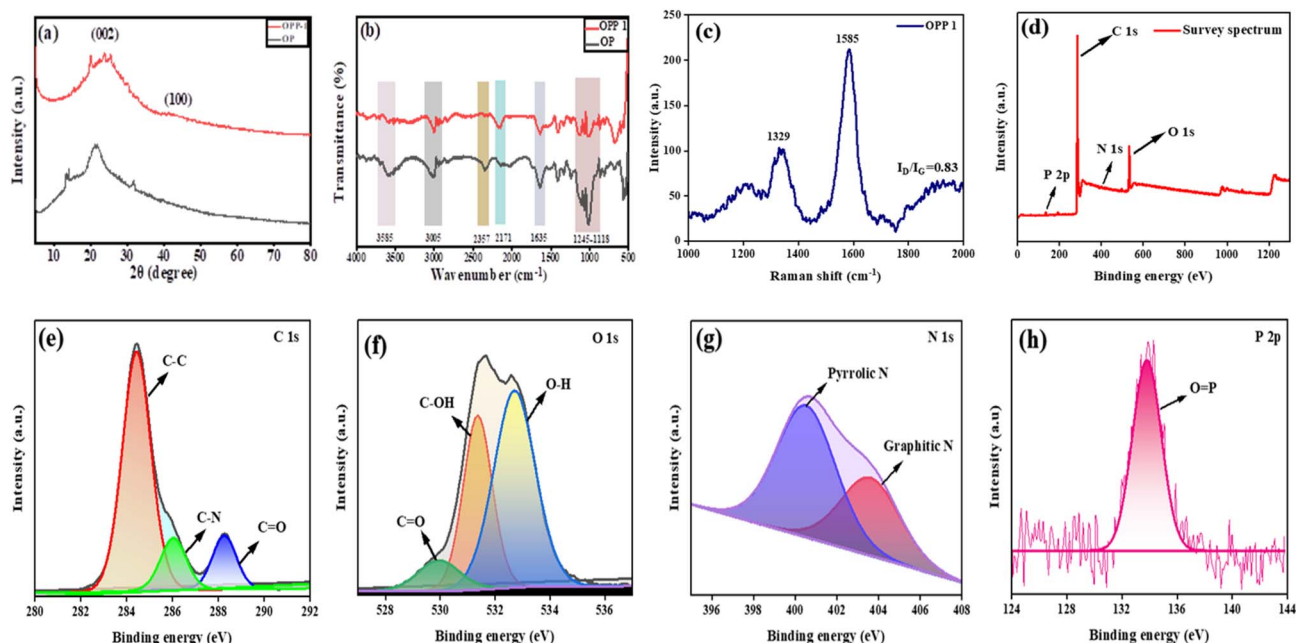 (a)
OPP-1
OP
(002)
(100)
Intensity (a.u.)
10 20 30 40 50 60 70 80
2θ (degree)
(b)
OPP 1
OP
Transmittance (%)
3585 3005 2357 2171 1635 1245-1118
4000 3500 3000 2500 2000 1500 1000 500
Wavenumber (cm-1)
(c)
OPP 1
1585
1329
ID/IG=0.83
Intensity (a.u.)
250
200
150
100
50
0
1000 1200 1400 1600 1800 2000
Raman shift (cm-1)
(d)
Survey spectrum
C 1s
O 1s
N 1s
P 2p
Intensity (a.u.)
0 200 400 600 800 1000 1200
Binding energy (eV)
(e)
C 1s
C-C
C-N
C=O
Intensity (a.u.)
280 282 284 286 288 290 292
Binding energy (eV)
(f)
O 1s
O-H
C-OH
C=O
Intensity (a.u.)
528 530 532 534 536
Binding energy (eV)
(g)
N 1s
Pyrrolic N
Graphitic N
Intensity (a.u.)
396 398 400 402 404 406 408
Binding energy (eV)
(h)
P 2p
O=P
Intensity (a.u.)
124 128 132 136 140 144
Binding energy (eV)